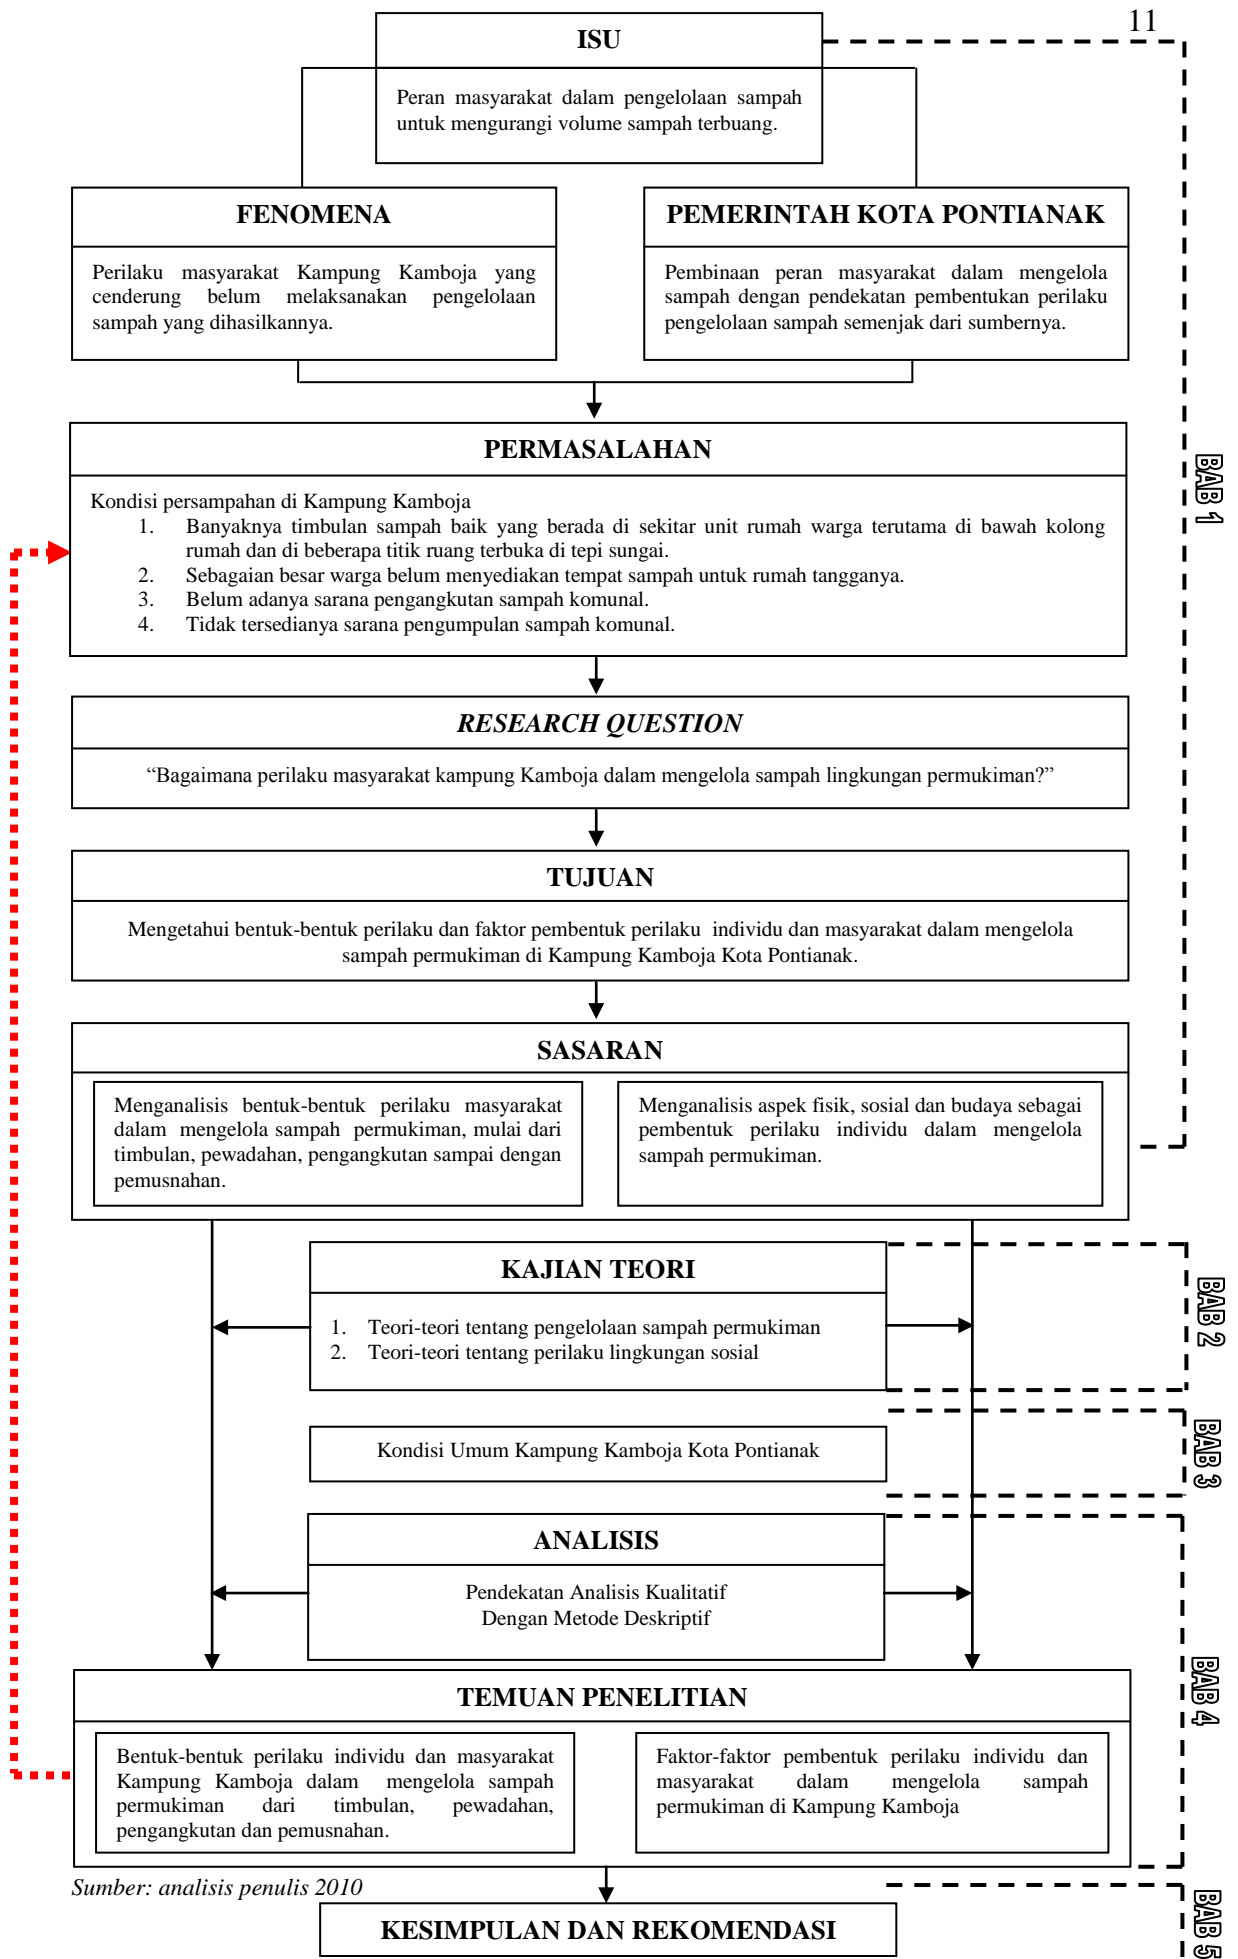 11
ISU
Peran masyarakat dalam pengelolaan sampah
untuk mengurangi volume sampah terbuang.
FENOMENA
Perilaku masyarakat Kampung Kamboja yang
cenderung belum melaksanakan pengelolaan
sampah yang dihasilkannya.
PEMERINTAH KOTA PONTIANAK
Pembinaan peran masyarakat dalam mengelola
sampah dengan pendekatan pembentukan perilaku
pengelolaan sampah semenjak dari sumbernya.
PERMASALAHAN
Kondisi persampahan di Kampung Kamboja
1. Banyaknya timbulan sampah baik yang berada di sekitar unit rumah warga terutama di bawah kolong
rumah dan di beberapa titik ruang terbuka di tepi sungai.
2. Sebagaian besar warga belum menyediakan tempat sampah untuk rumah tangganya.
3. Belum adanya sarana pengangkutan sampah komunal.
4. Tidak tersedianya sarana pengumpulan sampah komunal.
BAB 1
RESEARCH QUESTION
“Bagaimana perilaku masyarakat kampung Kamboja dalam mengelola sampah lingkungan permukiman?”
TUJUAN
Mengetahui bentuk-bentuk perilaku dan faktor pembentuk perilaku individu dan masyarakat dalam mengelola
sampah permukiman di Kampung Kamboja Kota Pontianak.
SASARAN
Menganalisis bentuk-bentuk perilaku masyarakat
dalam mengelola sampah permukiman, mulai dari
timbulan, pewadahan, pengangkutan sampai dengan
pemusnahan.
Menganalisis aspek fisik, sosial dan budaya sebagai
pembentuk perilaku individu dalam mengelola
sampah permukiman.
KAJIAN TEORI
1. Teori-teori tentang pengelolaan sampah permukiman
2. Teori-teori tentang perilaku lingkungan sosial
BAB 2
Kondisi Umum Kampung Kamboja Kota Pontianak
BAB 3
ANALISIS
Pendekatan Analisis Kualitatif
Dengan Metode Deskriptif
TEMUAN PENELITIAN
Bentuk-bentuk perilaku individu dan masyarakat
Kampung Kamboja dalam mengelola sampah
permukiman dari timbulan, pewadahan,
pengangkutan dan pemusnahan.
Faktor-faktor pembentuk perilaku individu dan
masyarakat dalam mengelola sampah
permukiman di Kampung Kamboja
BAB 4
Sumber: analisis penulis 2010
KESIMPULAN DAN REKOMENDASI
BAB 5